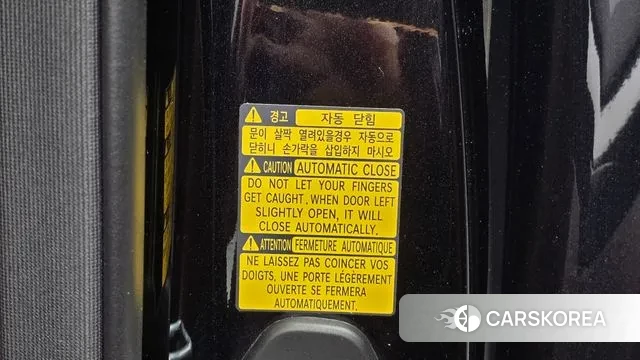 경고 자동 닫힘
문이 살짝 열려있을경우 자동으로
닫히니 손가락을 삽입하지 마시오
CAUTION AUTOMATIC CLOSE
DO NOT LET YOUR FINGERS
GET CAUGHT. WHEN DOOR LEFT
SLIGHTLY OPEN, IT WILL
CLOSE AUTOMATICALLY.
ATTENTION FERMETURE AUTOMATIQUE
NE LAISSEZ PAS COINCER VOS
DOIGTS. UNE PORTE LÉGÈREMENT
OUVERTE SE FERMERA
AUTOMATIQUEMENT.
CARSKOREA